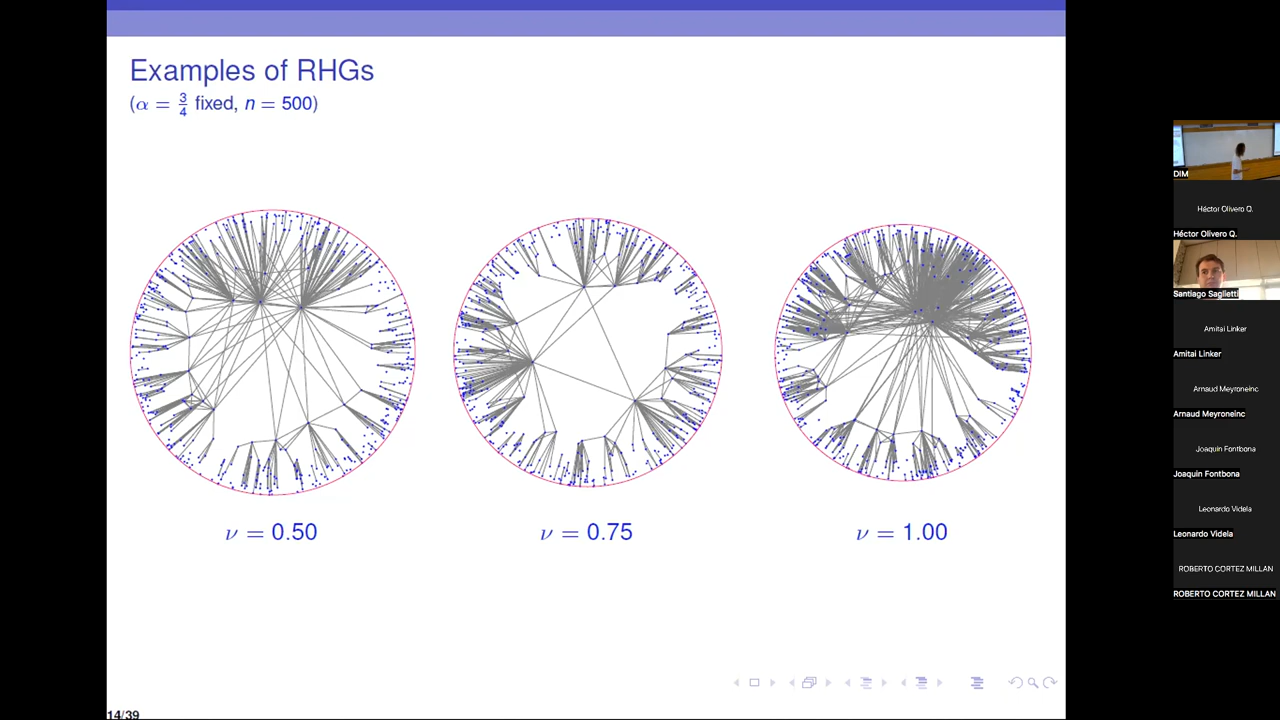 Examples of RHGs
(α = 3/4 fixed, n = 500)
ν = 0.50
ν = 0.75
ν = 1.00
14/39
DIM
Héctor Olivero Q.
Héctor Olivero Q.
Santiago Saglietti
Amitai Linker
Amitai Linker
Arnaud Meyroneinc
Arnaud Meyroneinc
Joaquin Fontbona
Joaquin Fontbona
Leonardo Videla
Leonardo Videla
ROBERTO CORTEZ MILLAN
ROBERTO CORTEZ MILLAN